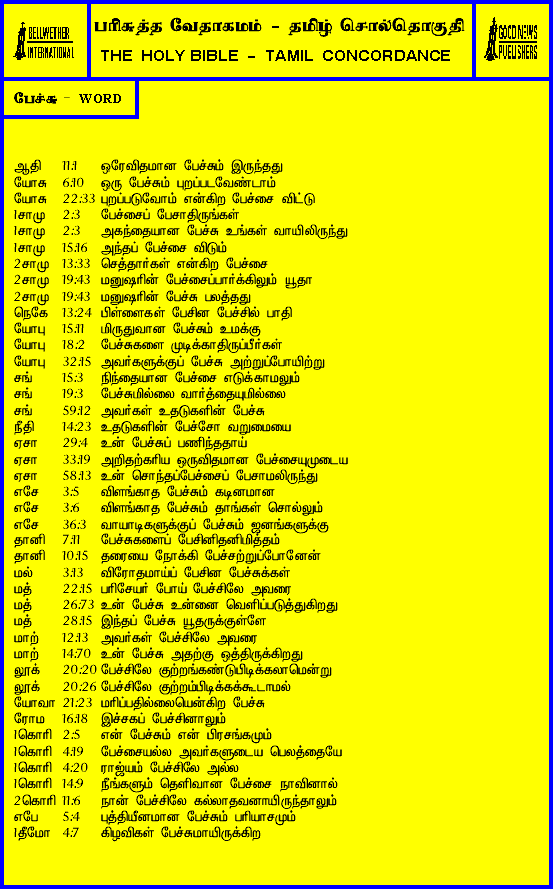 BELLWETHER
INTERNATIONAL
பரிசுத்த வேதாகமம் - தமிழ் சொல்தொகுதி
THE HOLY BIBLE - TAMIL CONCORDANCE
GOOD NEWS
PUBLISHERS
பேச்சு - WORD
ஆதி 11:1 ஒரேவிதமான பேச்சும் இருந்தது
யோசு 6:10 ஒரு பேச்சும் புறப்படவேண்டாம்
யோசு 22:33 புறப்படுவோம் என்கிற பேச்சை விட்டு
1சாமு 2:3 பேச்சைப் பேசாதிருங்கள்
1சாமு 2:3 அகந்தையான பேச்சு உங்கள் வாயிலிருந்து
1சாமு 15:16 அந்தப் பேச்சை விடும்
2சாமு 13:33 செத்தார்கள் என்கிற பேச்சை
2சாமு 19:43 மனுஷரின் பேச்சைப்பார்க்கிலும் யூதா
2சாமு 19:43 மனுஷரின் பேச்சு பலத்தது
நெகே 13:24 பிள்ளைகள் பேசின பேச்சில் பாதி
யோபு 15:11 மிருதுவான பேச்சும் உமக்கு
யோபு 18:2 பேச்சுகளை முடிக்காதிருப்பீர்கள்
யோபு 32:15 அவர்களுக்குப் பேச்சு அற்றுப்போயிற்று
சங் 15:3 நிந்தையான பேச்சை எடுக்காமலும்
சங் 19:3 பேச்சுமில்லை வார்த்தையுமில்லை
சங் 59:12 அவர்கள் உதடுகளின் பேச்சு
நீதி 14:23 உதடுகளின் பேச்சோ வறுமையை
ஏசா 29:4 உன் பேச்சுப் பணிந்ததாய்
ஏசா 33:19 அறிதற்கரிய ஒருவிதமான பேச்சையுமுடைய
ஏசா 58:13 உன் சொந்தப்பேச்சைப் பேசாமலிருந்து
எசே 3:5 விளங்காத பேச்சும் கடினமான
எசே 3:6 விளங்காத பேச்சும் தாங்கள் சொல்லும்
எசே 36:3 வாயாடிகளுக்குப் பேச்சும் ஜனங்களுக்கு
தானி 7:11 பேச்சுகளைப் பேசினிதனிமித்தம்
தானி 10:15 தரையை நோக்கி பேச்சற்றுப்போனேன்
மல் 3:13 விரோதமாய்ப் பேசின பேச்சுக்கள்
மத் 22:15 பரிசேயர் போய் பேச்சிலே அவரை
மத் 26:73 உன் பேச்சு உன்னை வெளிப்படுத்துகிறது
மத் 28:15 இந்தப் பேச்சு யூதருக்குள்ளே
மாற் 12:13 அவர்கள் பேச்சிலே அவரை
மாற் 14:70 உன் பேச்சு அதற்கு ஒத்திருக்கிறது
லூக் 20:20 பேச்சிலே குற்றங்கண்டுபிடிக்கலாமென்று
லூக் 20:26 பேச்சிலே குற்றம்பிடிக்கக்கூடாமல்
யோவா 21:23 மரிப்பதில்லையென்கிற பேச்சு
ரோம 16:18 இச்சகப் பேச்சினாலும்
1கொரி 2:5 என் பேச்சும் என் பிரசங்கமும்
1கொரி 4:19 பேச்சையல்ல அவர்களுடைய பெலத்தையே
1கொரி 4:20 ராஜ்யம் பேச்சிலே அல்ல
1கொரி 14:9 நீங்களும் தெளிவான பேச்சை நாவினால்
2கொரி 11:6 நான் பேச்சிலே கல்லாதவனாயிருந்தாலும்
எபே 5:4 புத்தியீனமான பேச்சும் பரியாசமும்
1தீமோ 4:7 கிழவிகள் பேச்சுமாயிருக்கிற